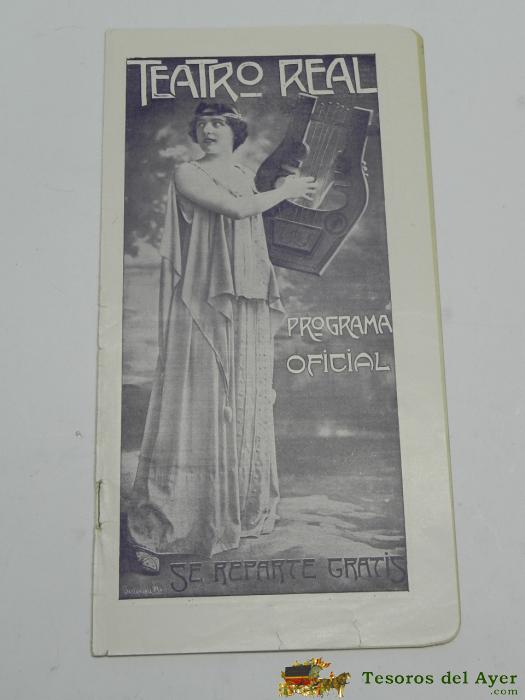 TEATRO REAL
PROGRAMA
OFICIAL
SE REPARTE GRATIS
Tesoros del Ayer
.com